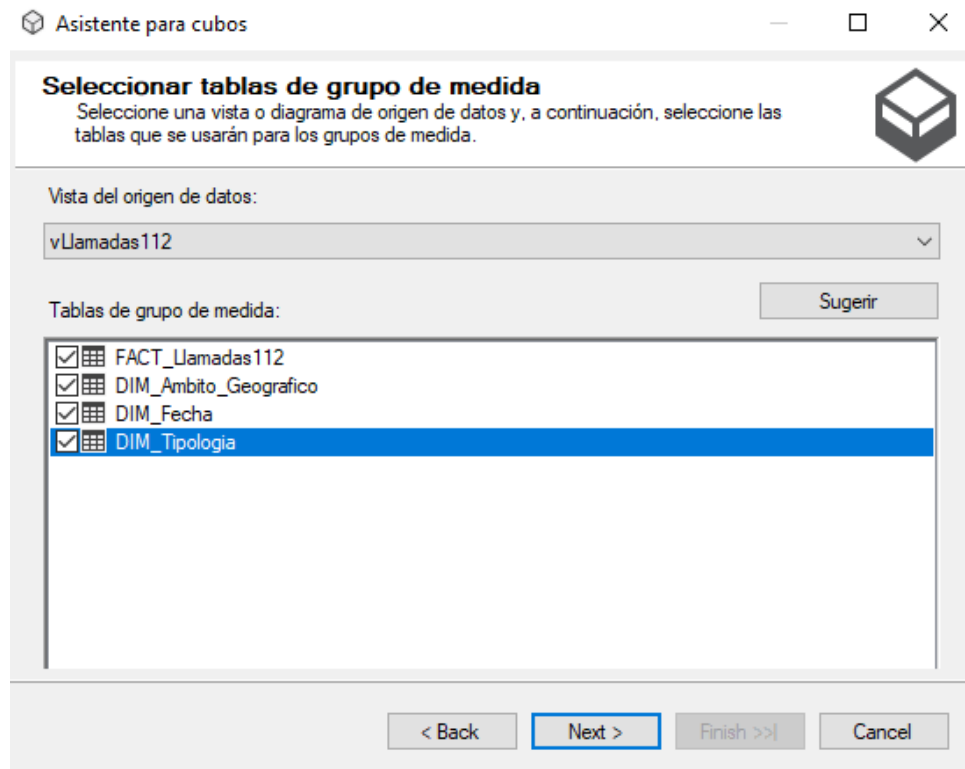 Asistente para cubos
Seleccionar tablas de grupo de medida
Seleccione una vista o diagrama de origen de datos y, a continuación, seleccione las
tablas que se usarán para los grupos de medida.
Vista del origen de datos:
vLlamadas112
Sugerir
Tablas de grupo de medida:
FACT_Llamadas112
DIM_Ambito_Geografico
DIM_Fecha
DIM_Tipologia
< Back
Next >
Finish >>|
Cancel